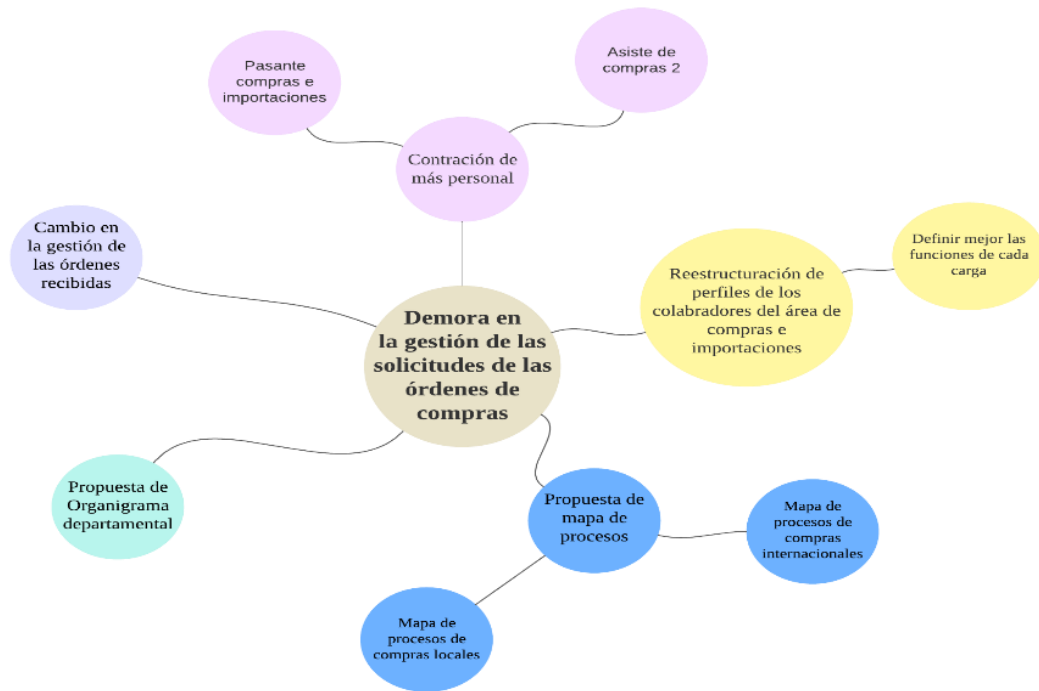 Pasante
compras e
importaciones
Asiste de
compras 2
Contración de
más personal
Cambio en
la gestión de
las órdenes
recibidas
Definir mejor las
funciones de cada
carga
Reestructuración de
perfiles de los
colabradores del área de
compras e
importaciones
Demora en
la gestión de las
solicitudes de las
órdenes de
compras
Propuesta de
Organigrama
departamental
Propuesta de
mapa de
procesos
Mapa de
procesos de
compras
internacionales
Mapa de
procesos de
compras locales